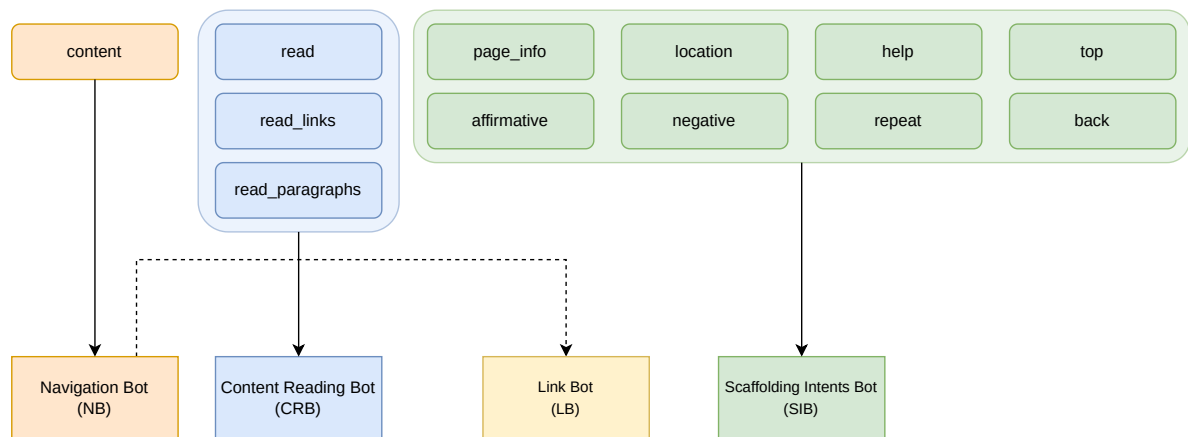 content
read
read_links
read_paragraphs
page_info
location
help
top
affirmative
negative
repeat
back
Navigation Bot
(NB)
Content Reading Bot
(CRB)
Link Bot
(LB)
Scaffolding Intents Bot
(SIB)